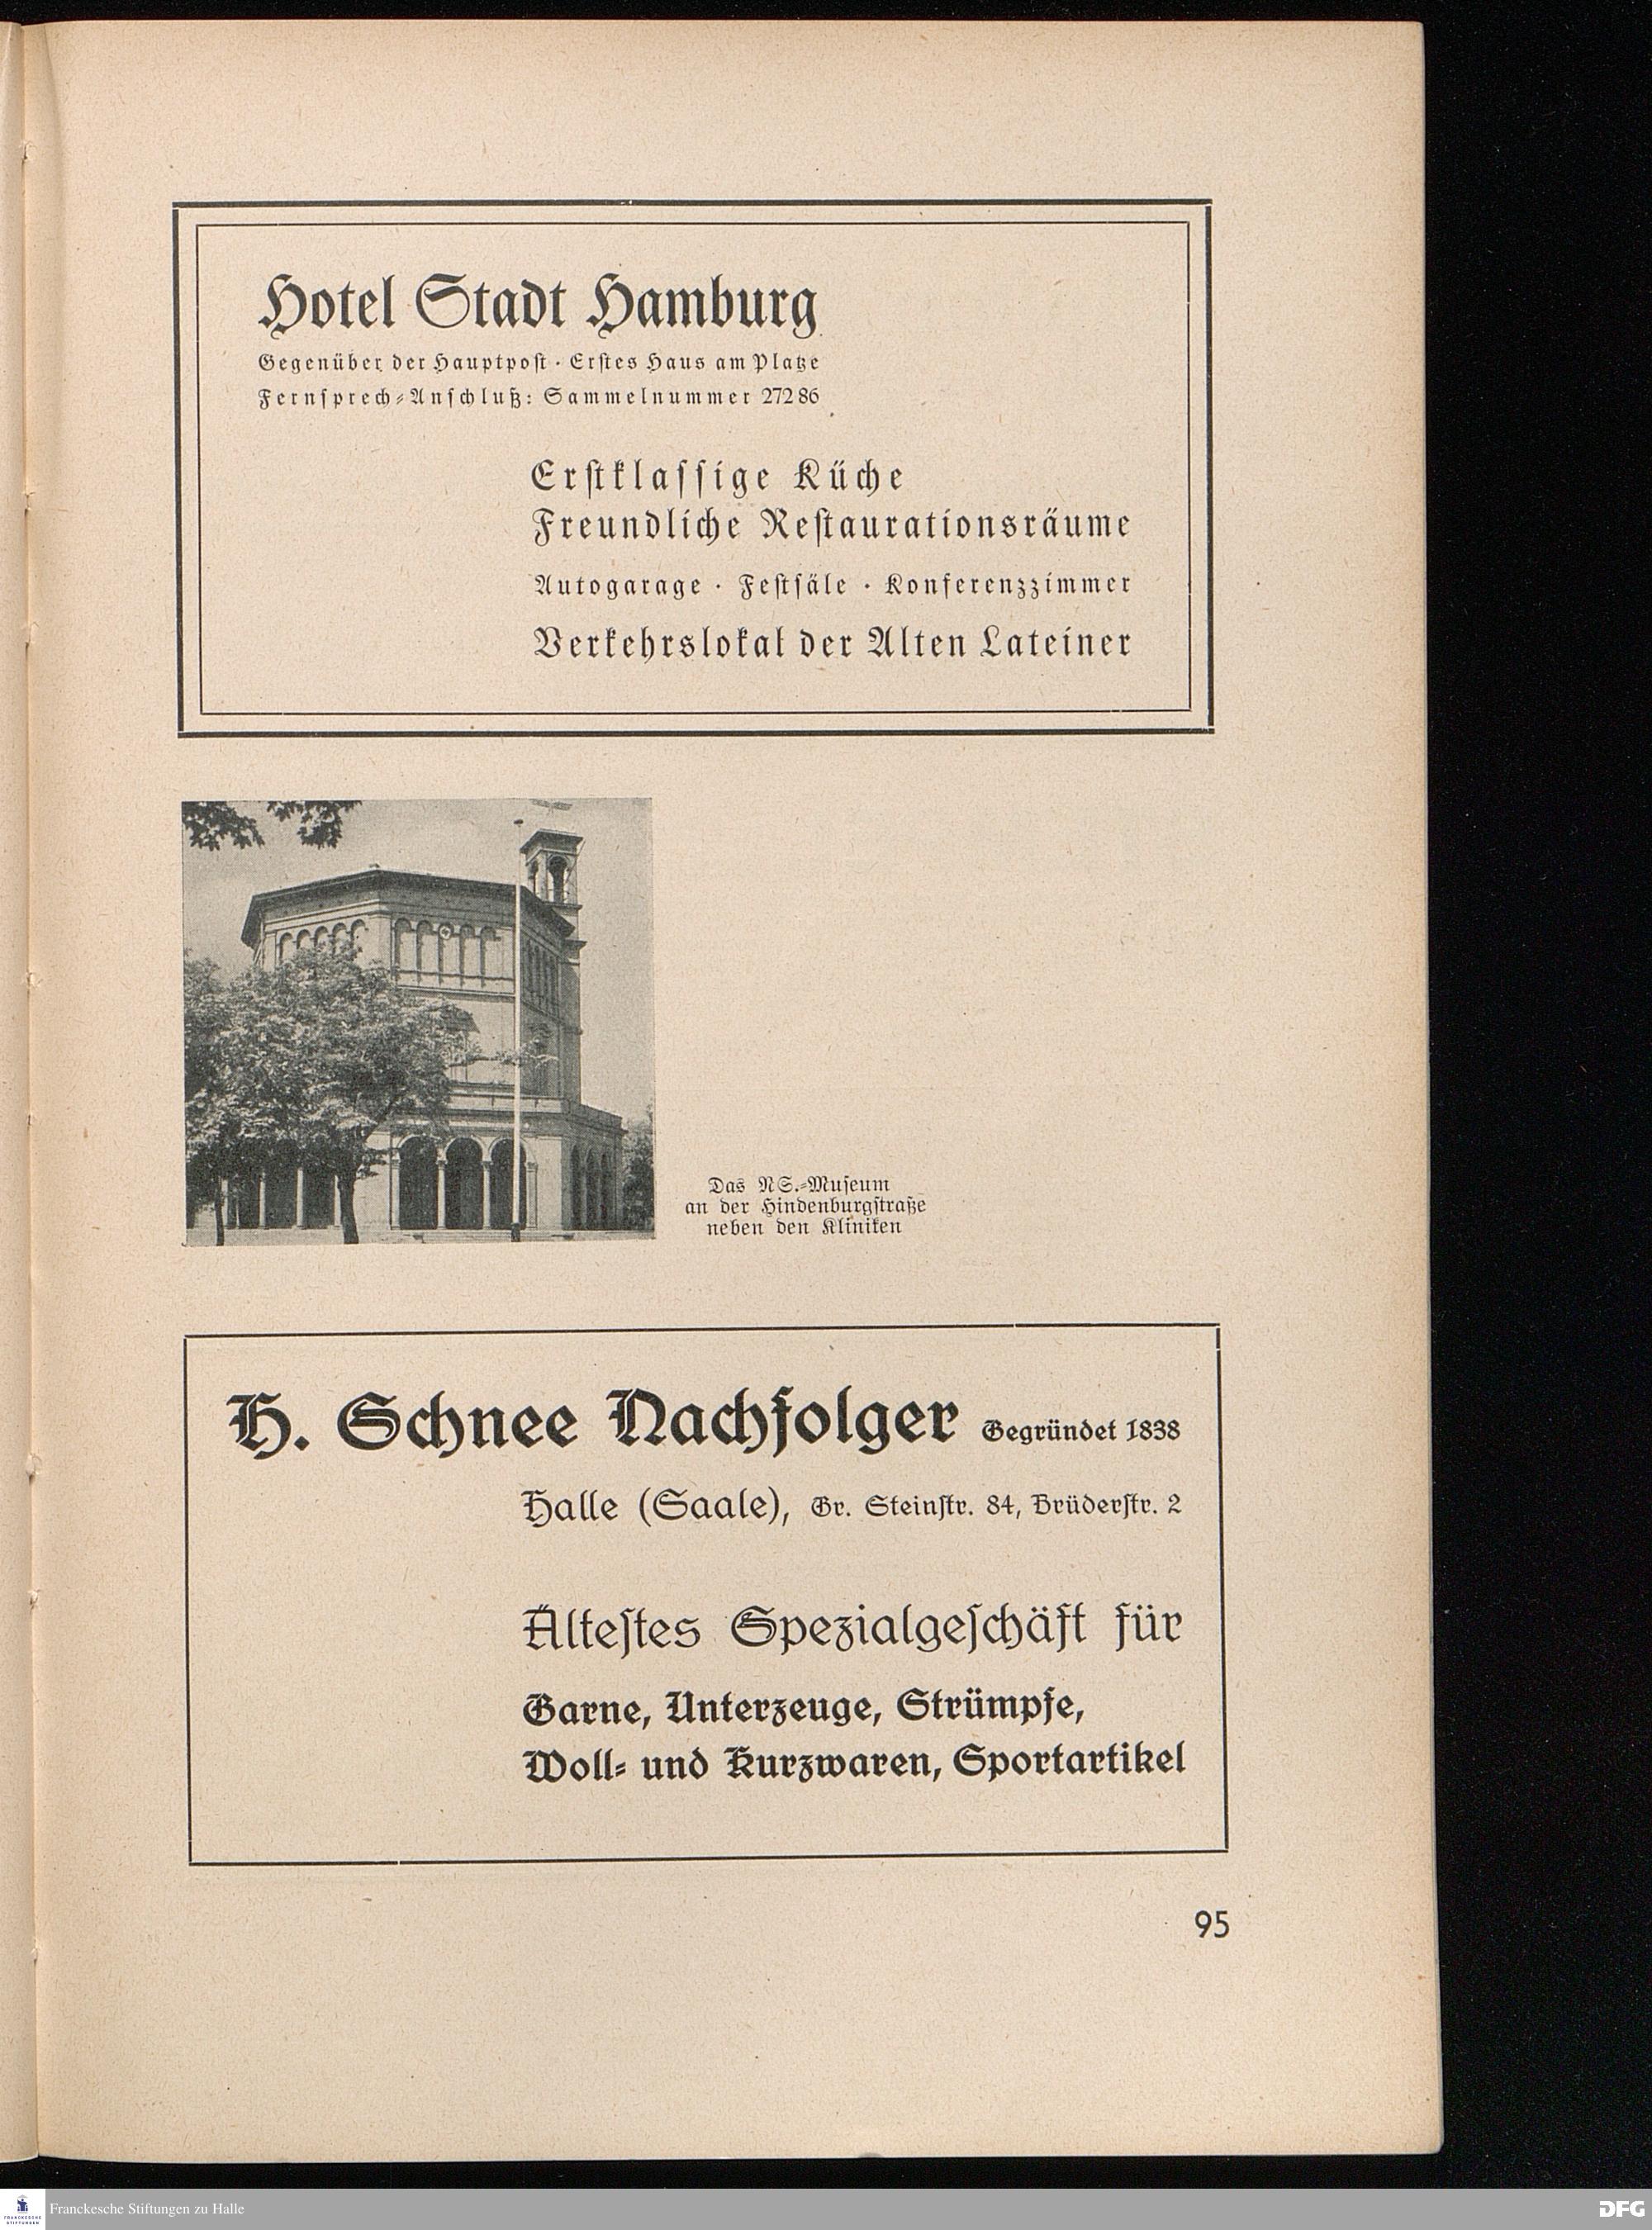 Hotel Stadt Hamburg
Gegenüber der Hauptpost · Erstes Haus am Platze
Fernsprech-Anschluß: Sammelnummer 27286
Erstklassige Küche
Freundliche Restaurationsräume
Autogarage · Festsäle · Konferenzzimmer
Verkehrslokal der Alten Lateiner
Das NS.-Museum
an der Hindenburgstraße
neben den Kliniken
H. Schnee Nachfolger Gegründet 1838
Halle (Saale), Gr. Steinstr. 84, Brüderstr. 2
Ältestes Spezialgeschäft für
Garne, Unterzeuge, Strümpfe,
Woll- und Kurzwaren, Sportartikel
95
FRANCKESCHE
STIFTUNGEN
Franckesche Stiftungen zu Halle
DFG